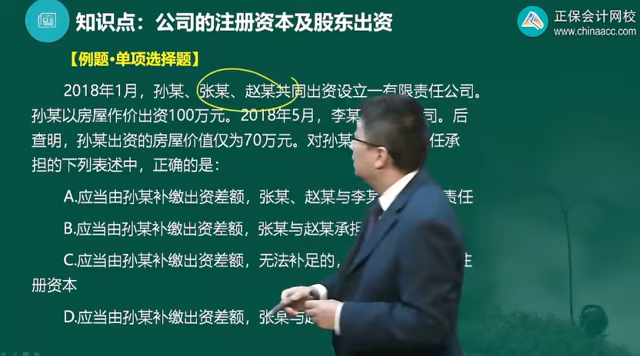 知识点：公司的注册资本及股东出资
正保会计网校
www.chinaacc.com
【例题·单项选择题】
2018年1月，孙某、张某、赵某共同出资设立一有限责任公司。
孙某以房屋作价出资100万元。2018年5月，李某 司。后
查明，孙某出资的房屋价值仅为70万元。对孙某 任承
担的下列表述中，正确的是：
A.应当由孙某补缴出资差额，张某、赵某与李某 责任
B.应当由孙某补缴出资差额，张某与赵某承担
C.应当由孙某补缴出资差额，无法补足的， 注
册资本
D.应当由孙某补缴出资差额，张某与